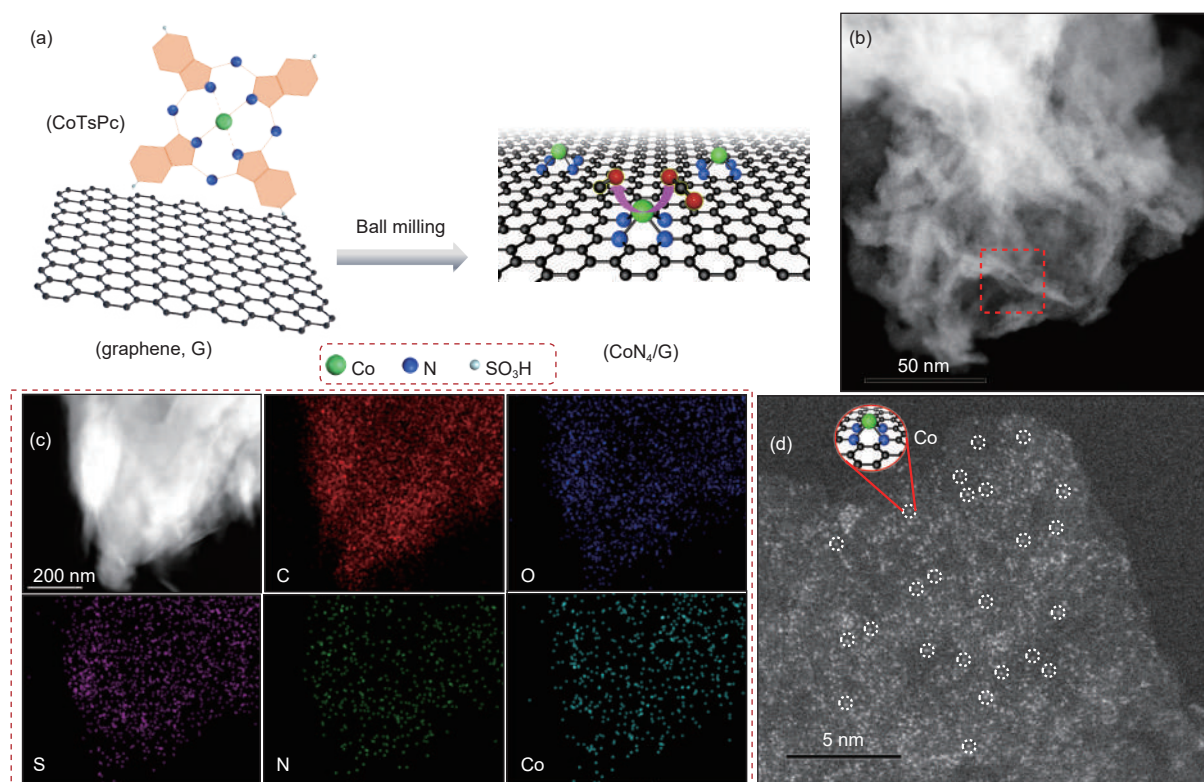 (a)
(CoTsPc)
Ball milling
(graphene, G)
(CoN₄/G)
Co N SO₃H
(b)
50 nm
(c)
200 nm
C
O
S
N
Co
(d)
Co
5 nm